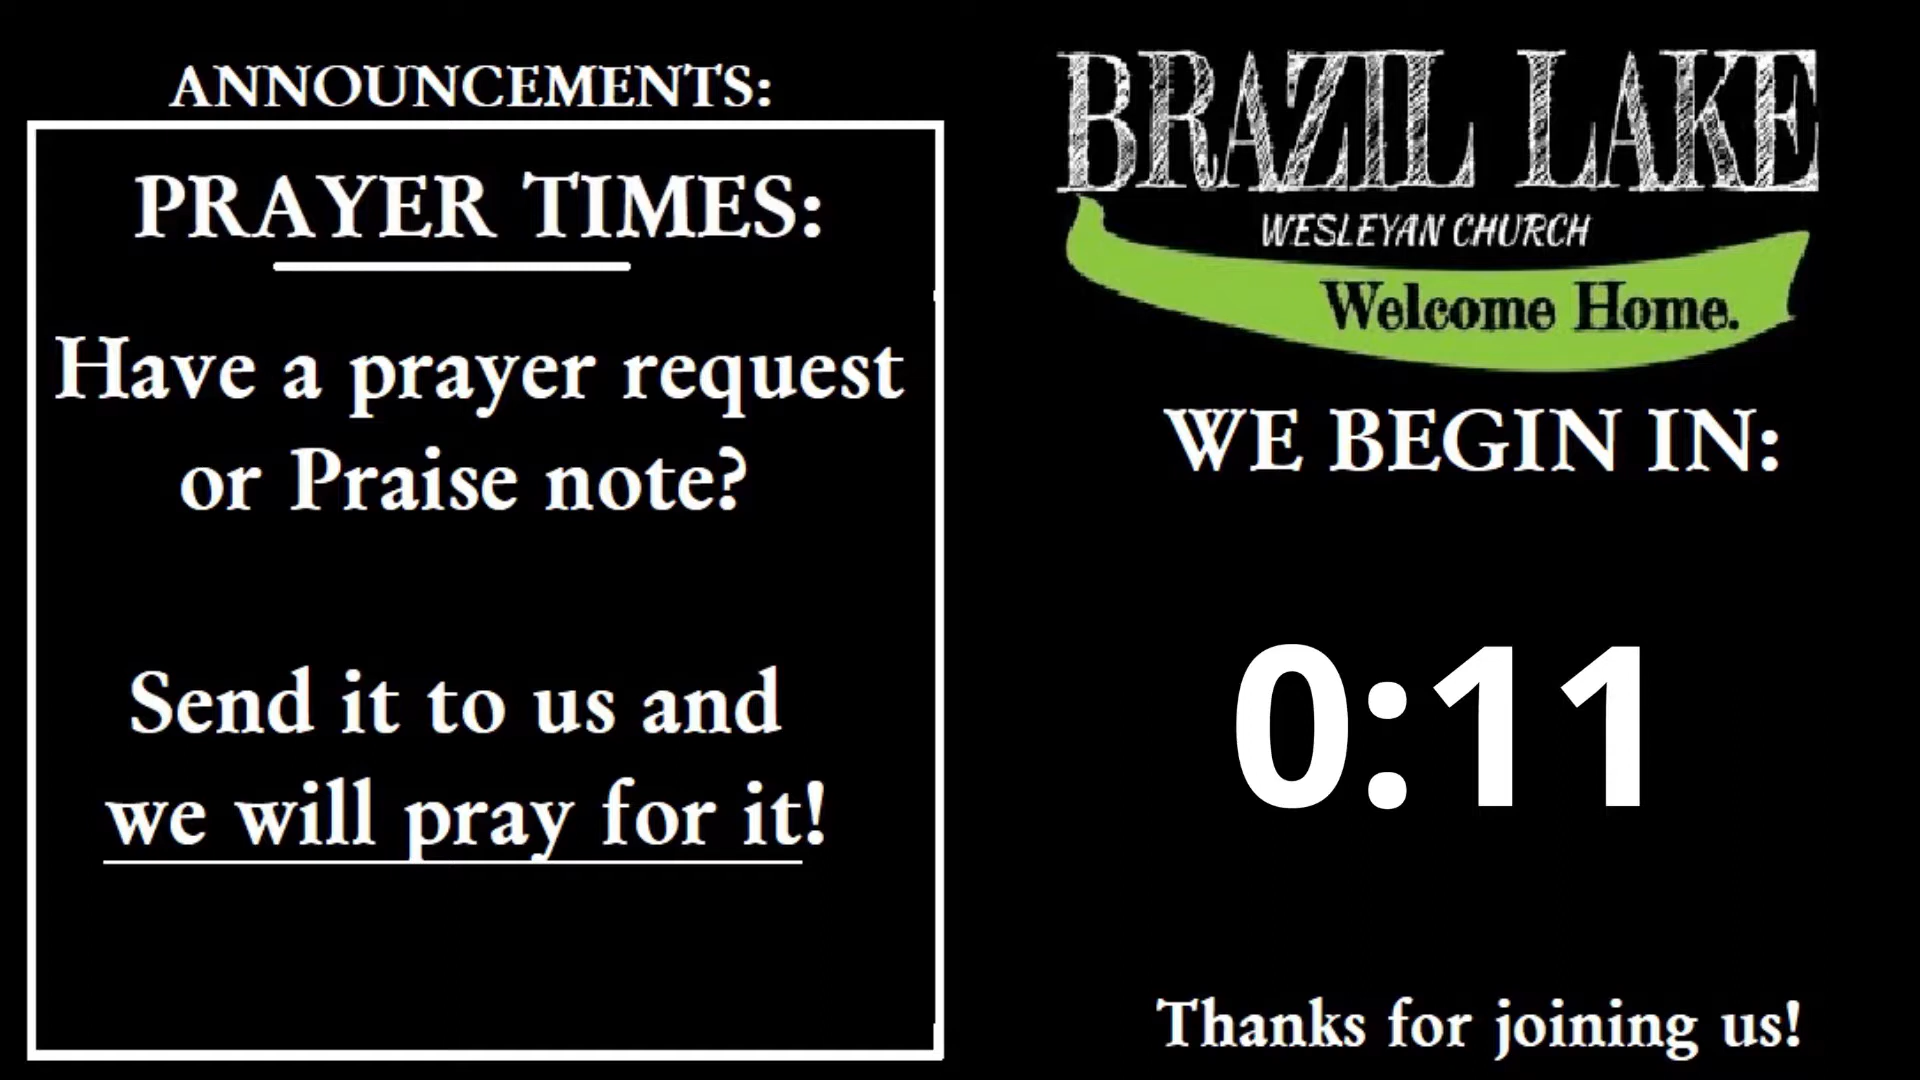 ANNOUNCEMENTS:
PRAYER TIMES:
Have a prayer request
or Praise note?
Send it to us and
we will pray for it!
BRAZIL LAKE
WESLEYAN CHURCH
Welcome Home.
WE BEGIN IN:
0:11
Thanks for joining us!